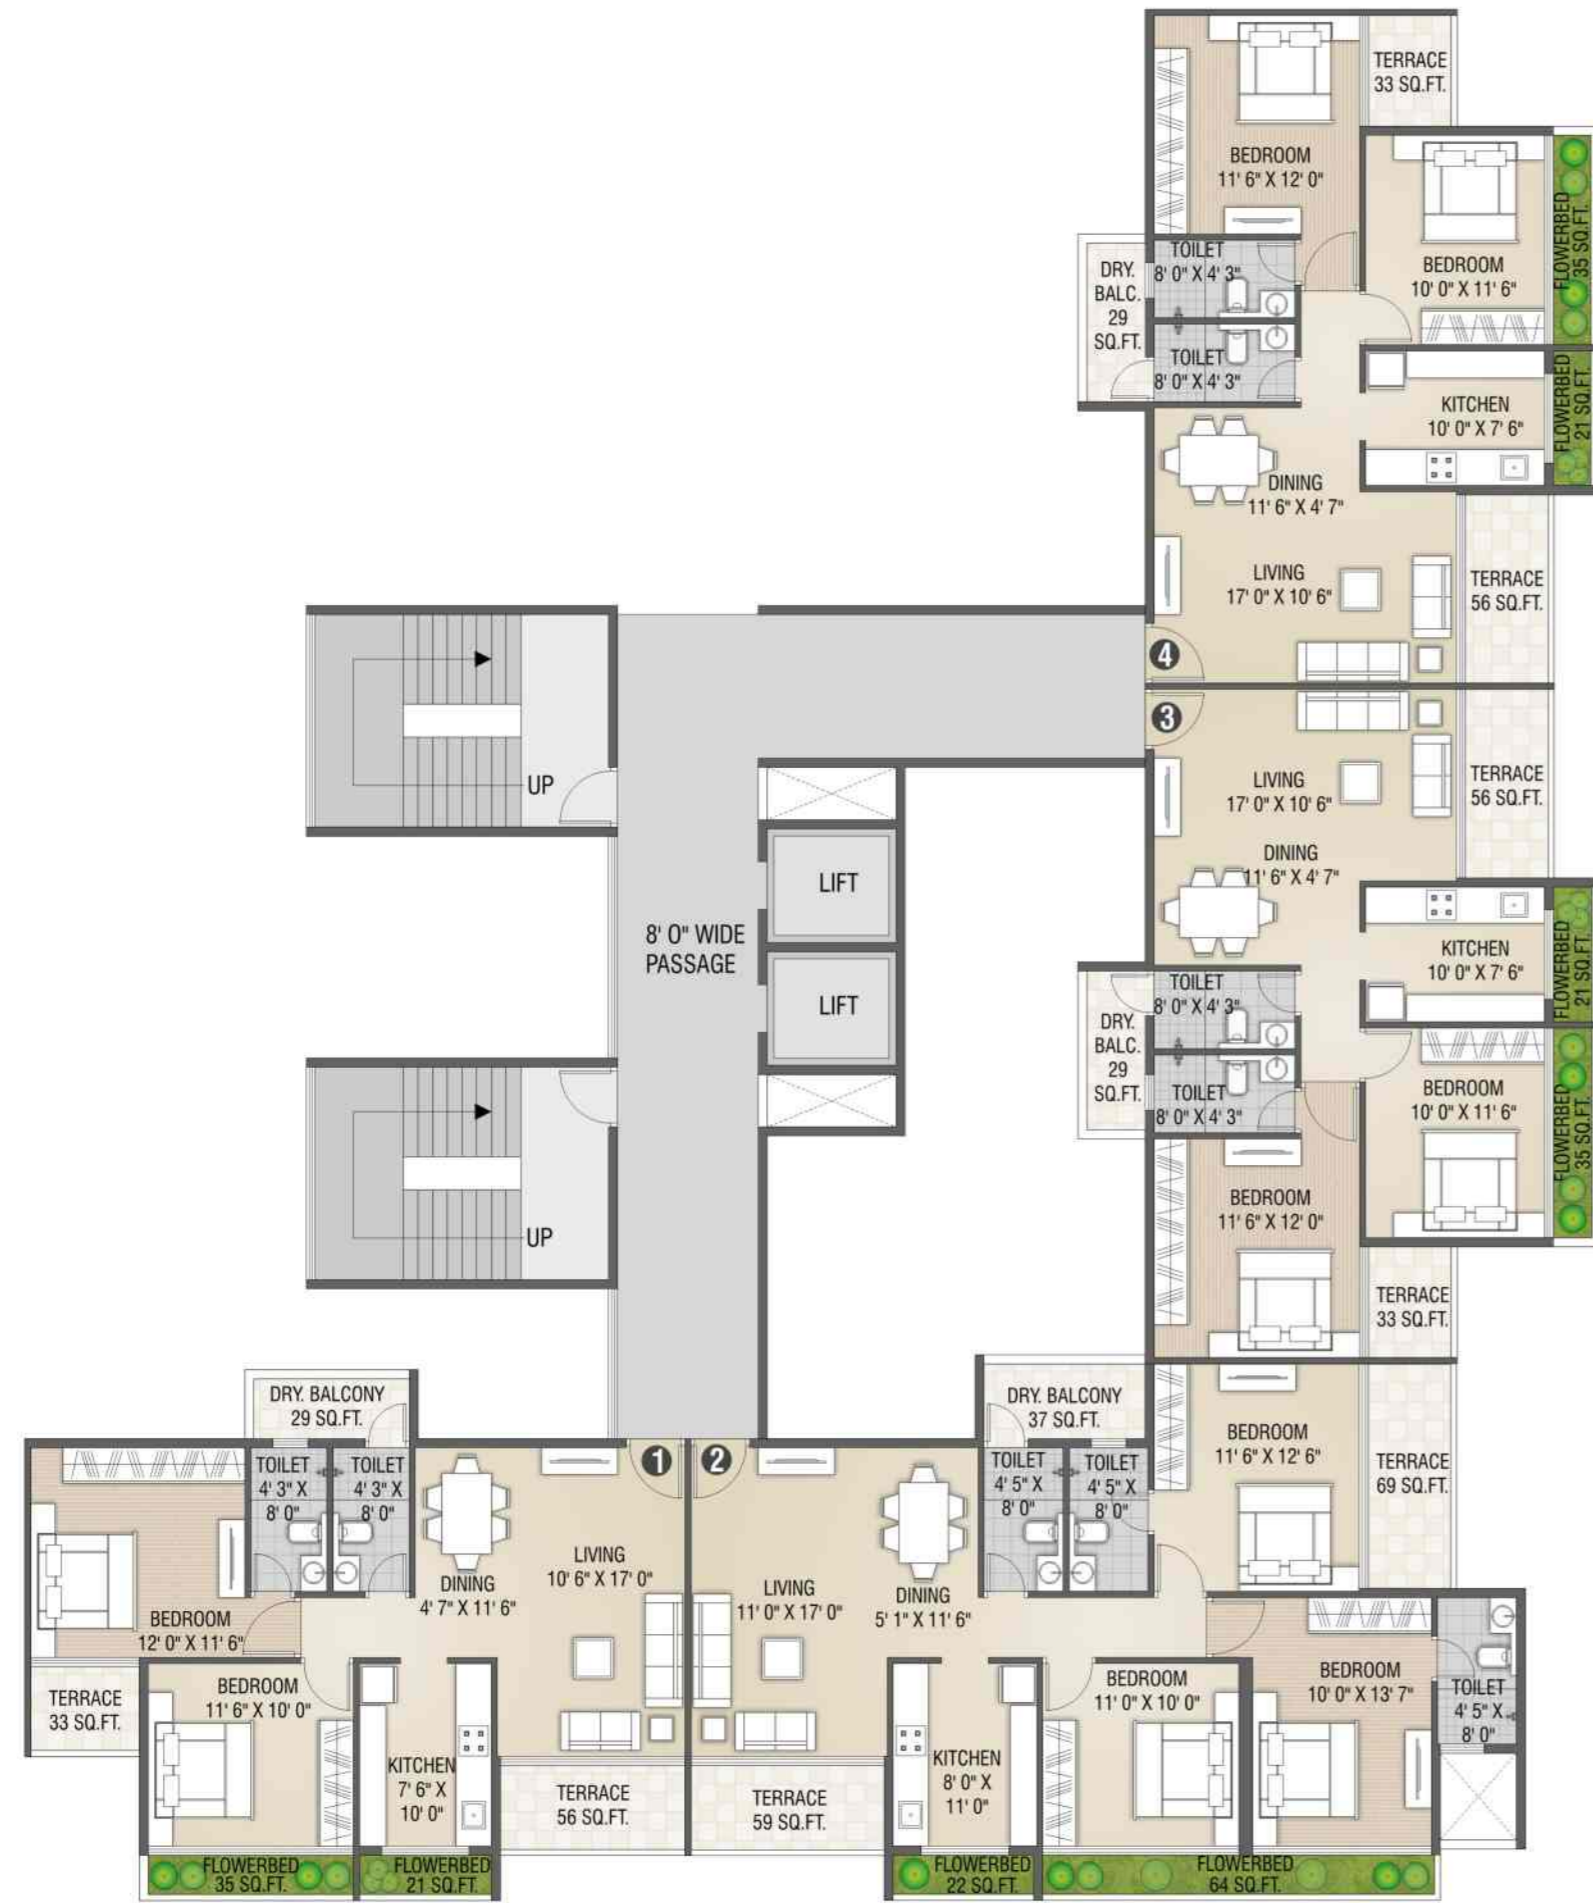 TERRACE
33 SQ.FT.
BEDROOM
11' 6" X 12' 0"
FLOWERBED
35 SQ.FT.
BEDROOM
10' 0" X 11' 6"
TOILET
8' 0" X 4' 3"
DRY.
BALC.
29
SQ.FT.
TOILET
8' 0" X 4' 3"
KITCHEN
10' 0" X 7' 6"
FLOWERBED
21 SQ.FT.
DINING
11' 6" X 4' 7"
LIVING
17' 0" X 10' 6"
TERRACE
56 SQ.FT.
4
3
LIVING
17' 0" X 10' 6"
TERRACE
56 SQ.FT.
UP
DINING
11' 6" X 4' 7"
LIFT
8' 0" WIDE
PASSAGE
LIFT
KITCHEN
10' 0" X 7' 6"
FLOWERBED
21 SQ.FT.
TOILET
8' 0" X 4' 3"
DRY.
BALC.
29
SQ.FT.
TOILET
8' 0" X 4' 3"
BEDROOM
10' 0" X 11' 6"
FLOWERBED
35 SQ.FT.
BEDROOM
11' 6" X 12' 0"
UP
TERRACE
33 SQ.FT.
DRY. BALCONY
29 SQ.FT.
DRY. BALCONY
37 SQ.FT.
BEDROOM
11' 6" X 12' 6"
TERRACE
69 SQ.FT.
1
2
TOILET
4' 3" X
8' 0"
TOILET
4' 3" X
8' 0"
TOILET
4' 5" X
8' 0"
TOILET
4' 5" X
8' 0"
LIVING
10' 6" X 17' 0"
DINING
4' 7" X 11' 6"
LIVING
11' 0" X 17' 0"
DINING
5' 1" X 11' 6"
BEDROOM
12' 0" X 11' 6"
TERRACE
33 SQ.FT.
BEDROOM
11' 6" X 10' 0"
BEDROOM
11' 0" X 10' 0"
BEDROOM
10' 0" X 13' 7"
TOILET
4' 5" X
8' 0"
KITCHEN
7' 6" X
10' 0"
TERRACE
56 SQ.FT.
TERRACE
59 SQ.FT.
KITCHEN
8' 0" X
11' 0"
FLOWERBED
35 SQ.FT.
FLOWERBED
21 SQ.FT.
FLOWERBED
22 SQ.FT.
FLOWERBED
64 SQ.FT.